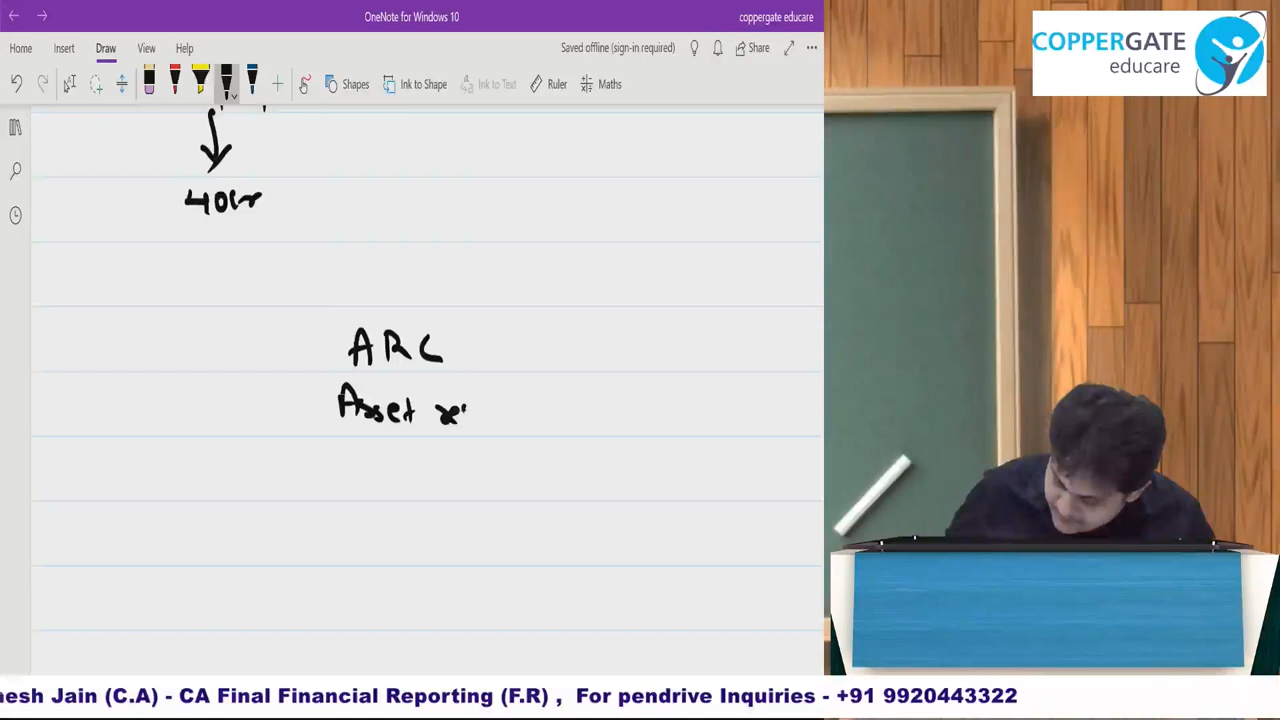 OneNote for Windows 10
coppergate educare
Home Insert Draw View Help
Saved offline (sign-in required)
Share
Shapes
Ink to Shape
Ink to Text
Ruler
Maths
40cr
ARC
Asset
COPPERGATE
educare
nesh Jain (C.A) - CA Final Financial Reporting (F.R) , For pendrive Inquiries - +91 9920443322